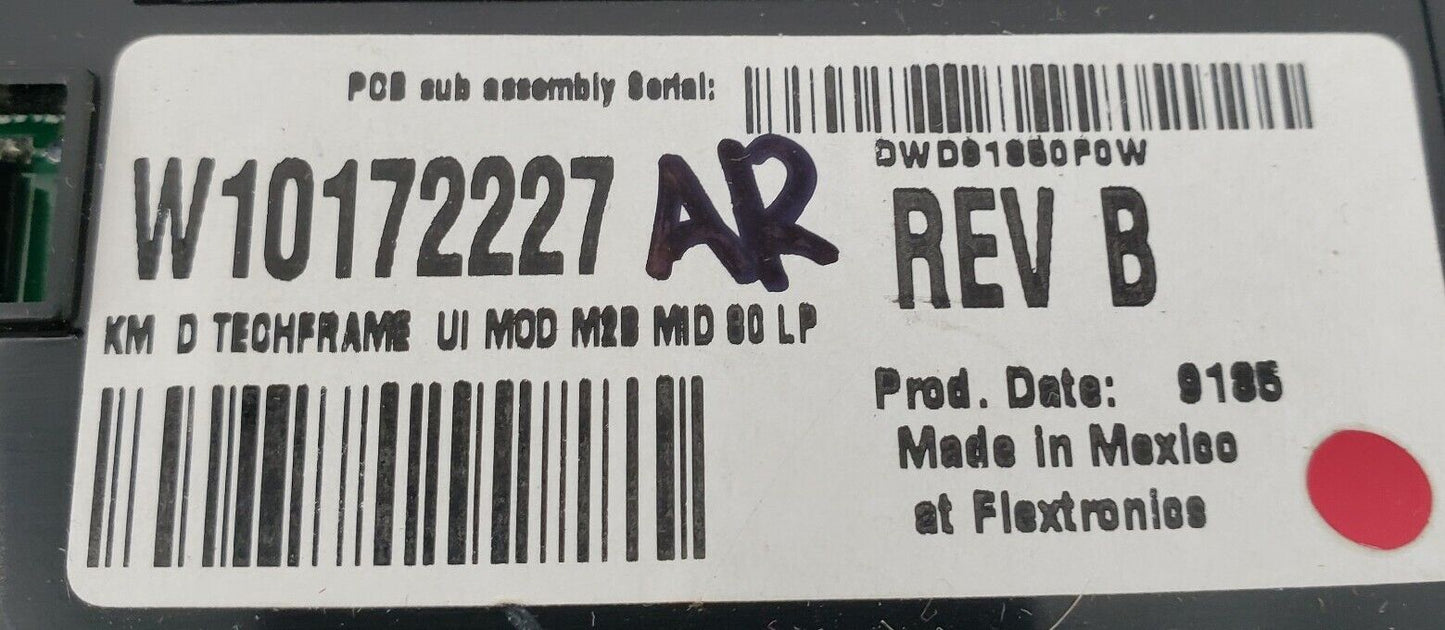 PCB sub assembly Serial:
W10172227 AR
REV B
KM D TECHFRAME UI MOD M2B MID 80 LP
Prod. Date: 9185
Made in Mexico
at Flextronics